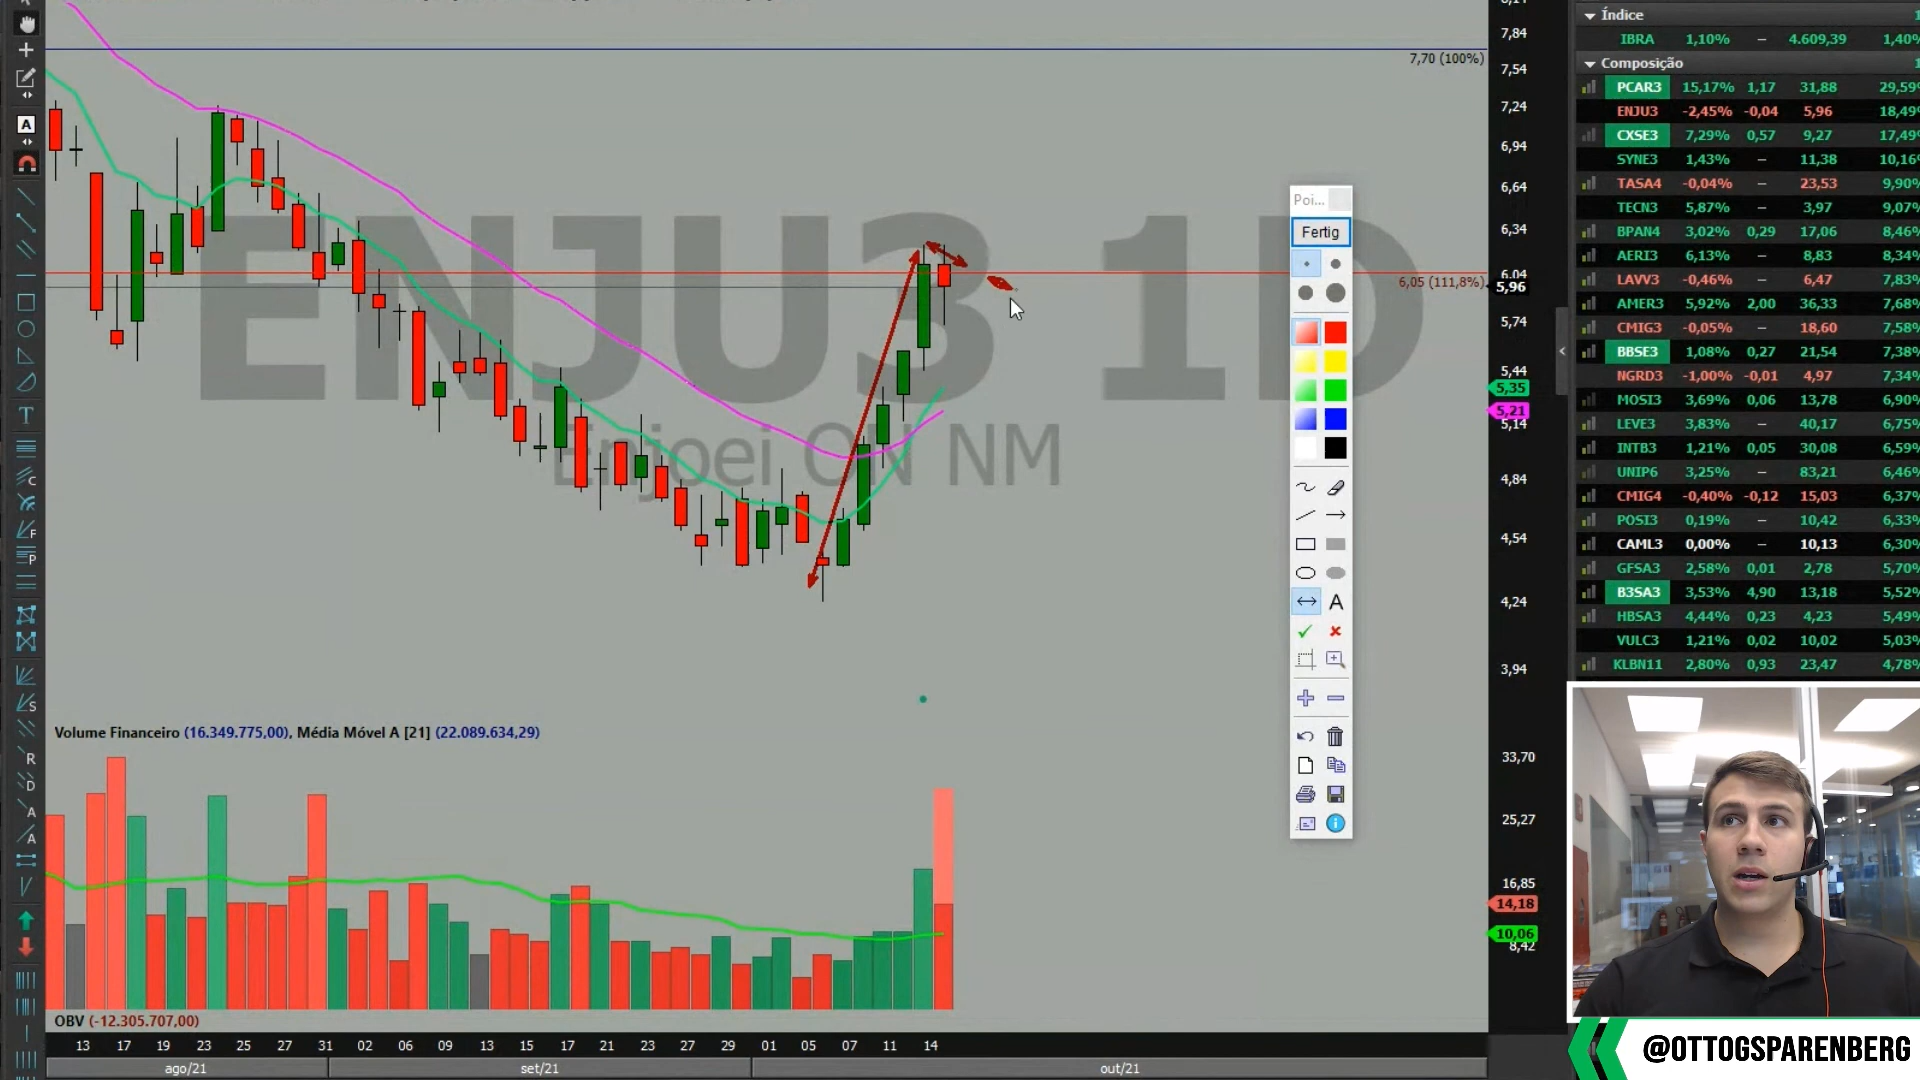 7,70 (100%)
7,84
7,54
7,24
6,94
6,64
6,34
6,04
6,05 (111,8%)
5,96
5,74
5,44
5,35
5,21
5,14
4,84
4,54
4,24
3,94
ENJU3 1D
Enjoei ON NM
Poi...
Fertig
A
Índice
IBRA 1,10% – 4.609,39 1,40%
Composição
PCAR3 15,17% 1,17 31,88 29,59%
ENJU3 -2,45% -0,04 5,96 18,49%
CXSE3 7,29% 0,57 9,27 17,49%
SYNE3 1,43% – 11,38 10,16%
TASA4 -0,04% – 23,53 9,90%
TECN3 5,87% – 3,97 9,07%
BPAN4 3,02% 0,29 17,06 8,46%
AERI3 6,13% – 8,83 8,34%
LAVV3 -0,46% – 6,47 7,83%
AMER3 5,92% 2,00 36,33 7,68%
CMIG3 -0,05% – 18,60 7,58%
BBSE3 1,08% 0,27 21,54 7,38%
NGRD3 -1,00% -0,01 4,97 7,34%
MOSI3 3,69% 0,06 13,78 6,90%
LEVE3 3,83% – 40,17 6,75%
INTB3 1,21% 0,05 30,08 6,59%
UNIP6 3,25% – 83,21 6,46%
CMIG4 -0,40% -0,12 15,03 6,37%
POSI3 0,19% – 10,42 6,33%
CAML3 0,00% – 10,13 6,30%
GFSA3 2,58% 0,01 2,78 5,70%
B3SA3 3,53% 4,90 13,18 5,52%
HBSA3 4,44% 0,23 4,23 5,49%
VULC3 1,21% 0,02 10,02 5,03%
KLBN11 2,80% 0,93 23,47 4,78%
Volume Financeiro (16.349.775,00), Média Móvel A [21] (22.089.634,29)
33,70
25,27
16,85
14,18
10,06
8,42
OBV (-12.305.707,00)
13 17 19 23 25 27 31 02 06 09 13 15 17 21 23 27 29 01 05 07 11 14
ago/21 set/21 out/21
@OTTOGSPARENBERG